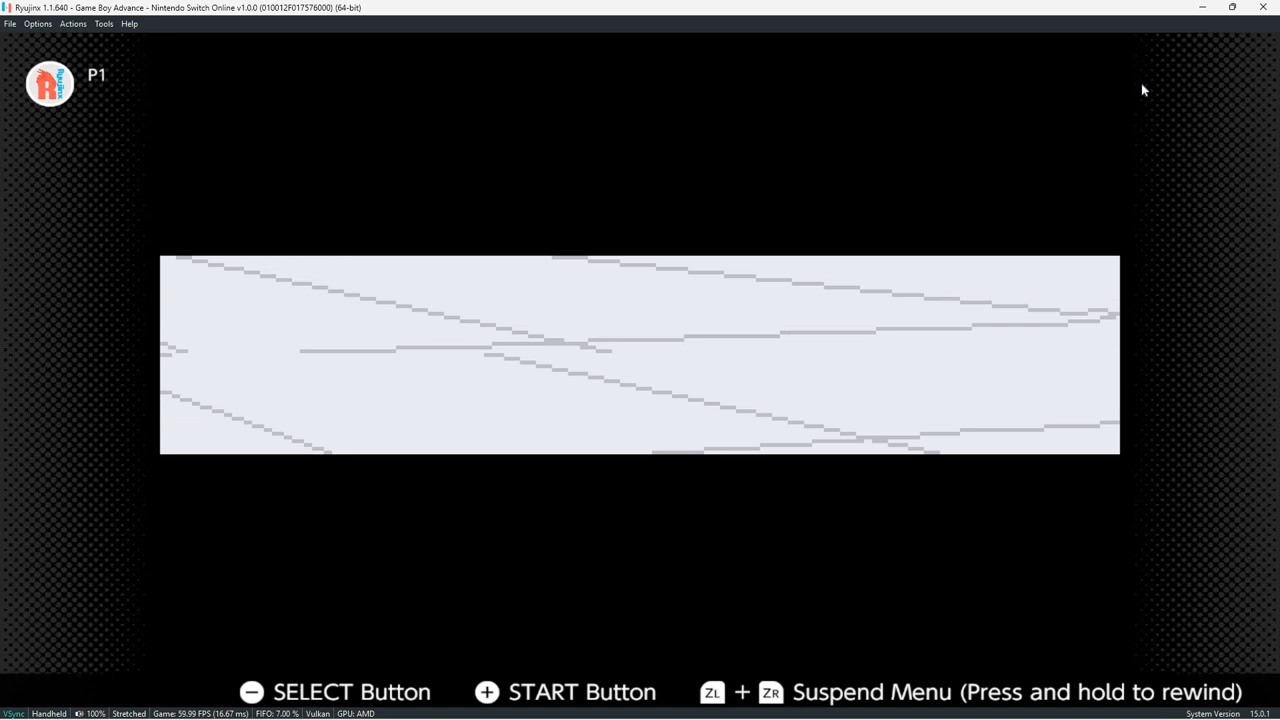 Ryujinx 1.1.640 - Game Boy Advance - Nintendo Switch Online v1.0.0 (010012F017576000) (64-bit)
File Options Actions Tools Help
Ryujinx
P1
SELECT Button START Button ZL + ZR Suspend Menu (Press and hold to rewind)
VSync Handheld 100% Stretched Game: 59.99 FPS (16.67 ms) FIFO: 7.00 % Vulkan GPU: AMD System Version 15.0.1